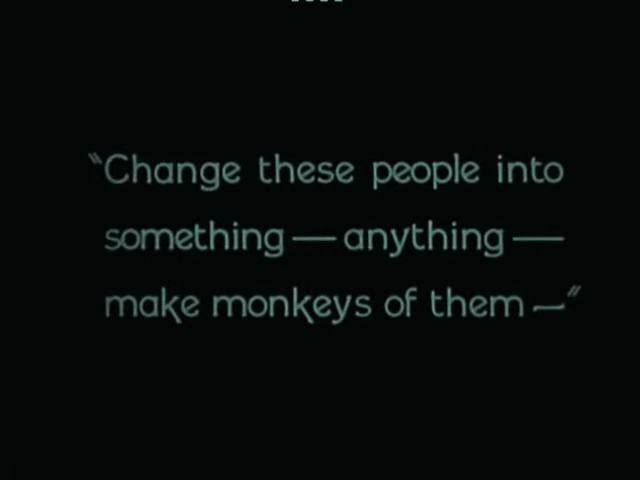 "Change these people into
something — anything —
make monkeys of them —"